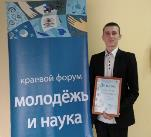 краевой форум
молодёжь
и наука